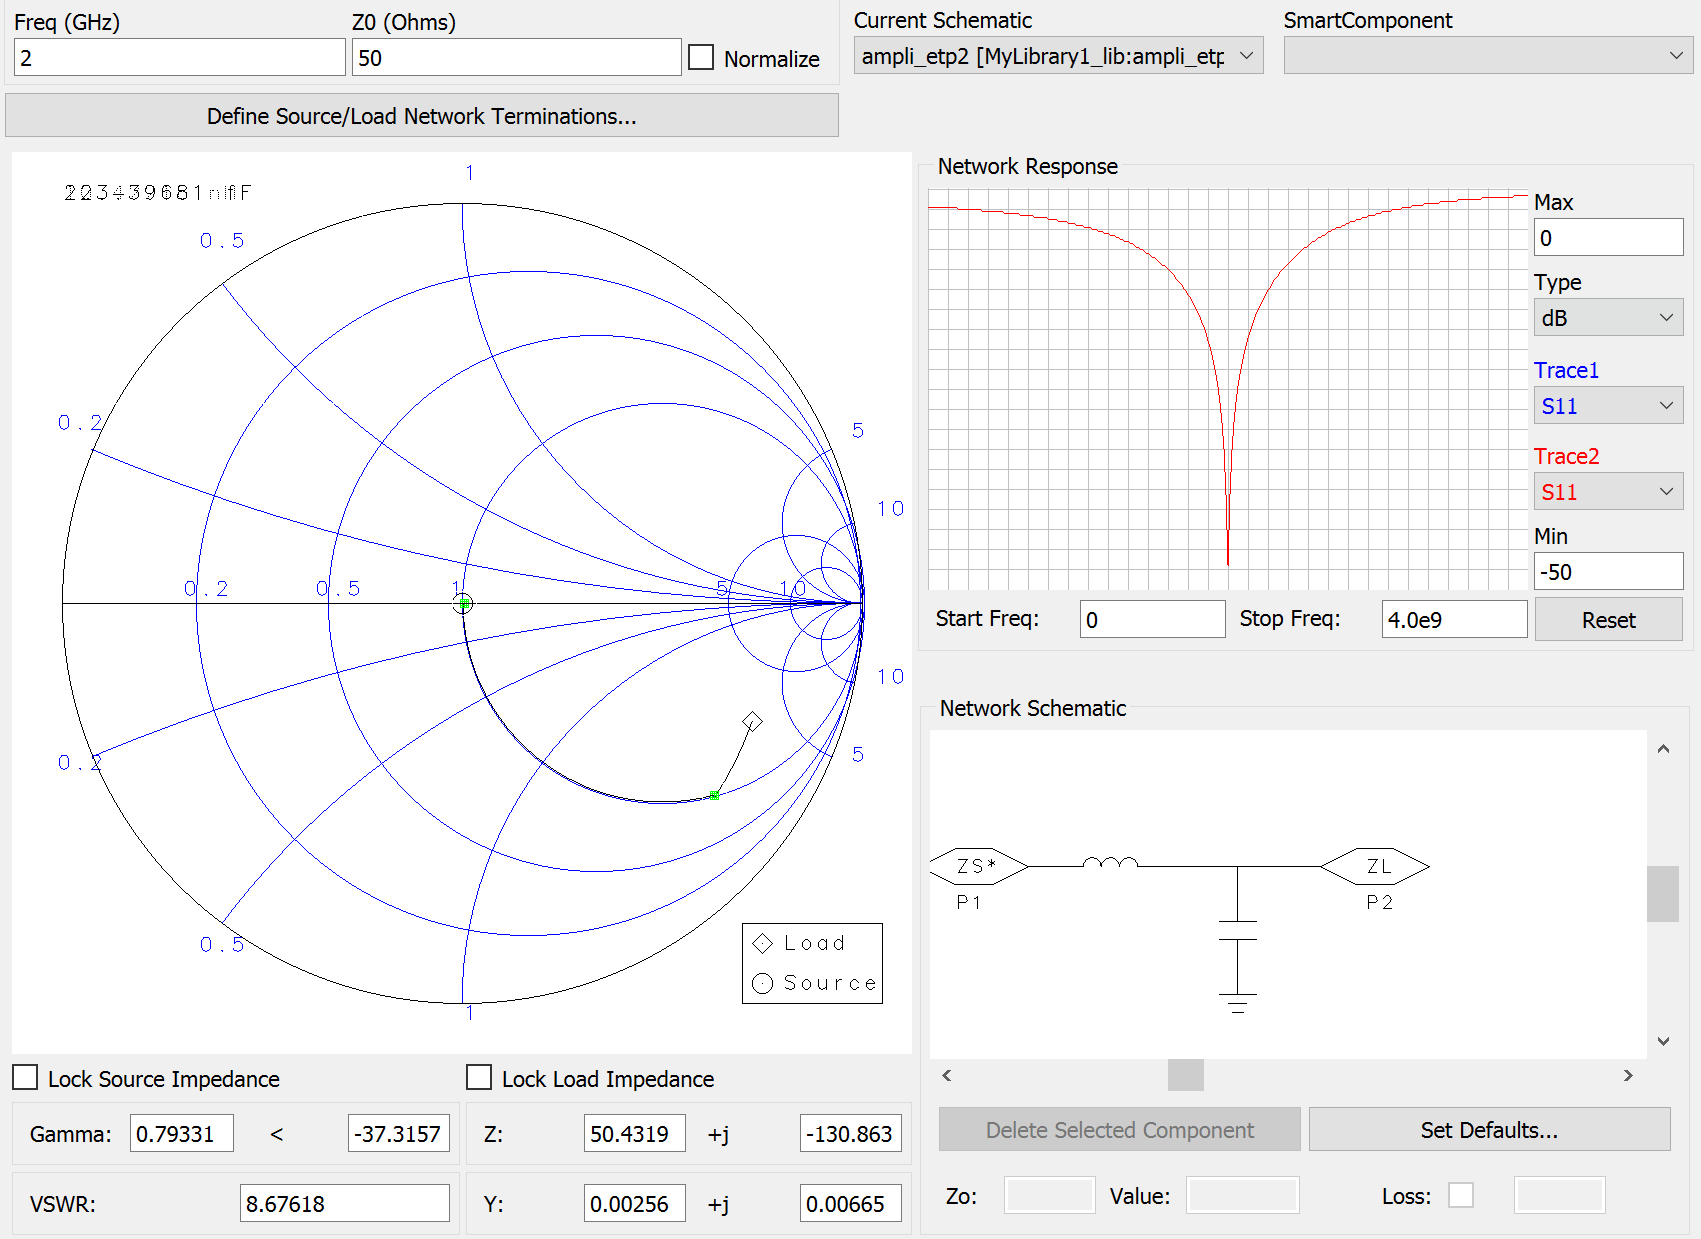 Freq (GHz)
Z0 (Ohms)
2
50
Normalize
Current Schematic
SmartComponent
ampli_etp2 [MyLibrary1_lib:ampli_etp
Define Source/Load Network Terminations...
1
0.5
0.2
5
10
0.2
0.5
1
5
10
10
5
0.2
0.5
1
Load
Source
Network Response
Max
0
Type
dB
Trace1
S11
Trace2
S11
Min
-50
Start Freq:
0
Stop Freq:
4.0e9
Reset
Network Schematic
ZS*
P1
ZL
P2
Lock Source Impedance
Lock Load Impedance
Gamma:
0.79331
<
-37.3157
Z:
50.4319
+j
-130.863
VSWR:
8.67618
Y:
0.00256
+j
0.00665
Delete Selected Component
Set Defaults...
Zo:
Value:
Loss: